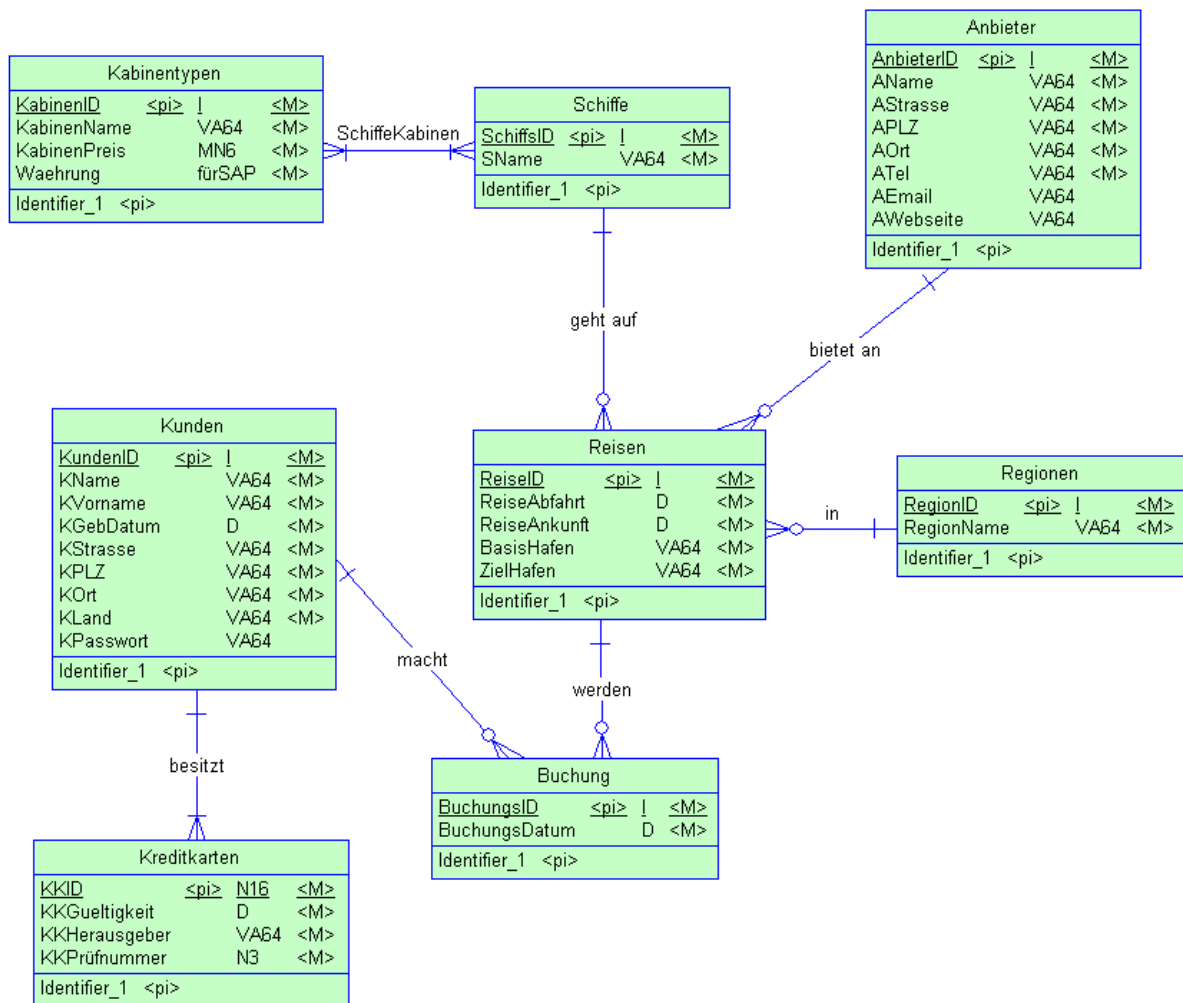 Kabinentypen
KabinenID <pi> I <M>
KabinenName VA64 <M>
KabinenPreis MN6 <M>
Waehrung fürSAP <M>
Identifier_1 <pi>
SchiffeKabinen
Schiffe
SchiffsID <pi> I <M>
SName VA64 <M>
Identifier_1 <pi>
Anbieter
AnbieterID <pi> I <M>
AName VA64 <M>
AStrasse VA64 <M>
APLZ VA64 <M>
AOrt VA64 <M>
ATel VA64 <M>
AEmail VA64
AWebseite VA64
Identifier_1 <pi>
geht auf
bietet an
Kunden
KundenID <pi> I <M>
KName VA64 <M>
KVorname VA64 <M>
KGebDatum D <M>
KStrasse VA64 <M>
KPLZ VA64 <M>
KOrt VA64 <M>
KLand VA64 <M>
KPasswort VA64
Identifier_1 <pi>
Reisen
ReiseID <pi> I <M>
ReiseAbfahrt D <M>
ReiseAnkunft D <M>
BasisHafen VA64 <M>
ZielHafen VA64 <M>
Identifier_1 <pi>
in
Regionen
RegionID <pi> I <M>
RegionName VA64 <M>
Identifier_1 <pi>
macht
werden
besitzt
Buchung
BuchungsID <pi> I <M>
BuchungsDatum D <M>
Identifier_1 <pi>
Kreditkarten
KKID <pi> N16 <M>
KKGueltigkeit D <M>
KKHerausgeber VA64 <M>
KKPrüfnummer N3 <M>
Identifier_1 <pi>